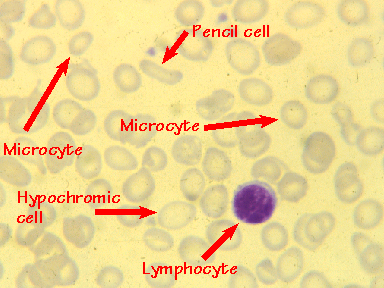 Pencil cell
Microcyte
Microcyte
Hypochromic
cell
Lymphocyte